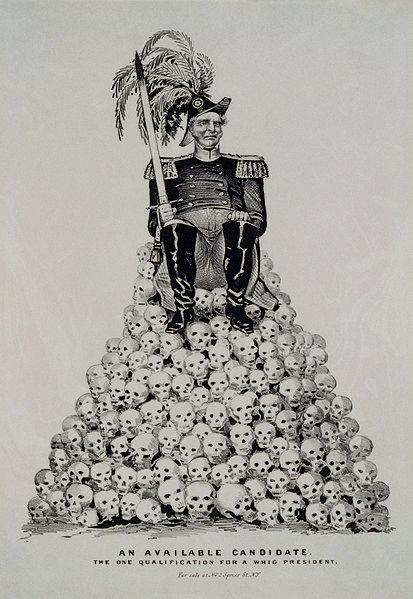 AN AVAILABLE CANDIDATE.
THE ONE QUALIFICATION FOR A WHIG PRESIDENT.
For sale at No. 2 Spruce St. N.Y.